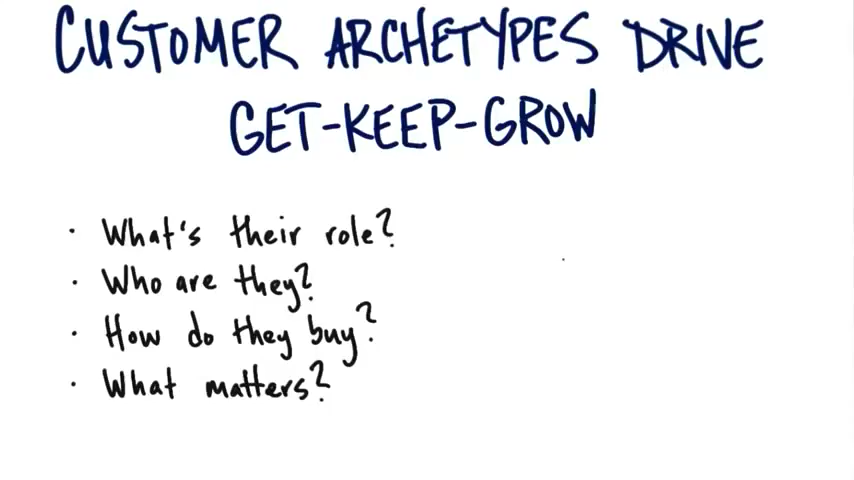 CUSTOMER ARCHETYPES DRIVE
GET-KEEP-GROW
· What's their role?
· Who are they?
· How do they buy?
· What matters?